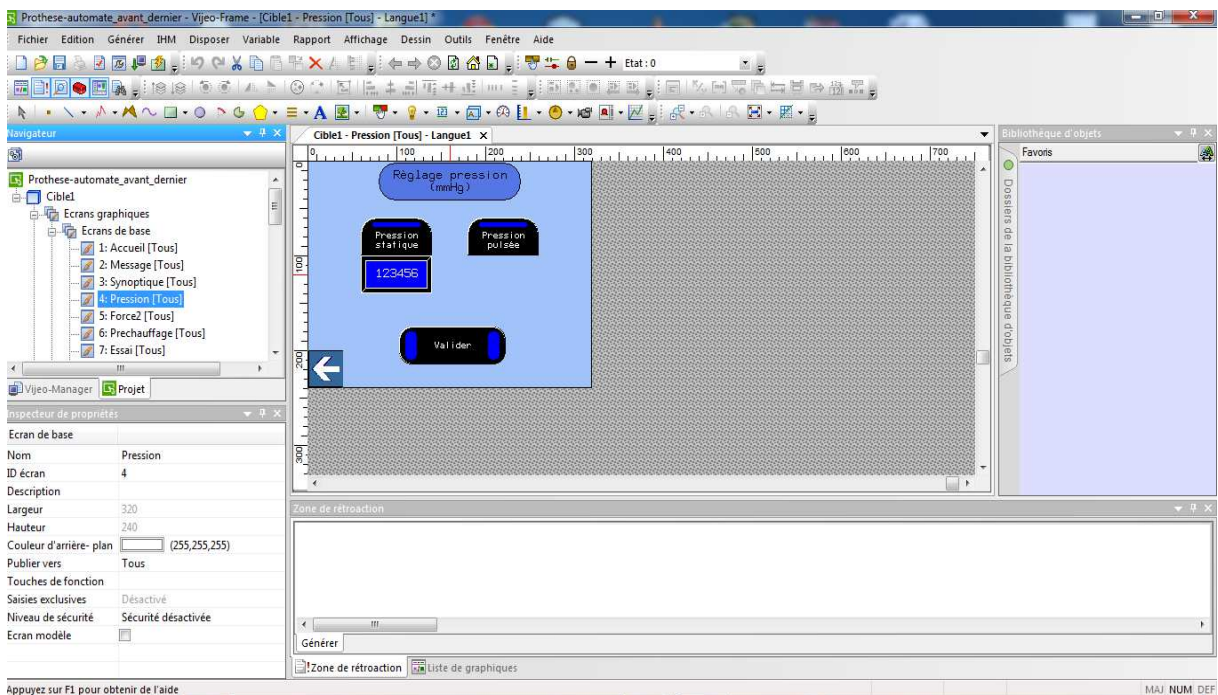 Prothese-automate_avant_dernier - Vijeo-Frame - [Cible1 - Pression [Tous] - Langue1] *
Fichier Edition Générer IHM Disposer Variable Rapport Affichage Dessin Outils Fenêtre Aide
Etat : 0
Navigateur
Prothese-automate_avant_dernier
Cible1
Ecrans graphiques
Ecrans de base
1: Accueil [Tous]
2: Message [Tous]
3: Synoptique [Tous]
4: Pression [Tous]
5: Force2 [Tous]
6: Prechauffage [Tous]
7: Essai [Tous]
Vijeo-Manager Projet
Inspecteur de propriétés
Ecran de base
Nom Pression
ID écran 4
Description
Largeur 320
Hauteur 240
Couleur d'arrière- plan (255,255,255)
Publier vers Tous
Touches de fonction
Saisies exclusives Désactivé
Niveau de sécurité Sécurité désactivée
Ecran modèle
Cible1 - Pression [Tous] - Langue1
0 100 200 300 400 500 600 700
0
100
200
300
Règlage pression
(mmHg)
Pression
statique
Pression
pulsée
123456
Valider
Bibliothèque d'objets
Favoris
Dossiers de la bibliothèque d'objets
Zone de rétroaction
Générer
Zone de rétroaction Liste de graphiques
Appuyez sur F1 pour obtenir de l'aide
MAJ NUM DEF